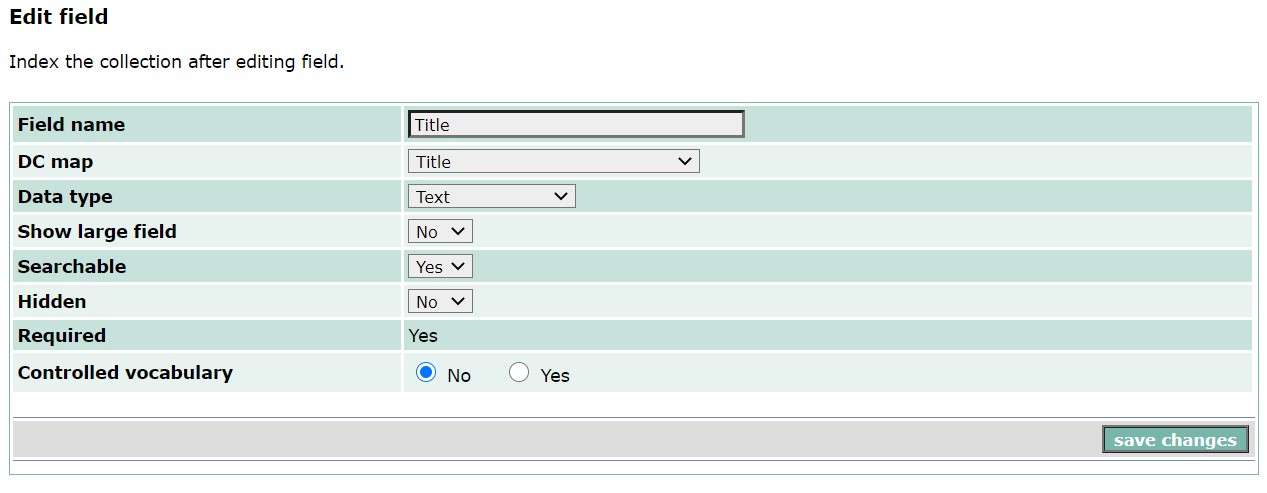 Edit field
Index the collection after editing field.
Field name Title
DC map Title
Data type Text
Show large field No
Searchable Yes
Hidden No
Required Yes
Controlled vocabulary No Yes
save changes